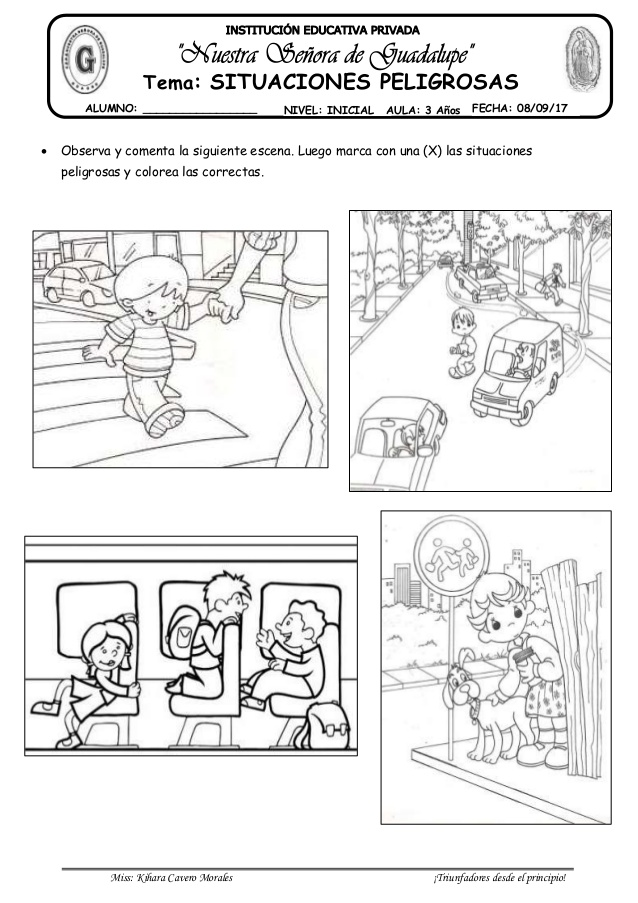 INSTITUCIÓN EDUCATIVA PRIVADA
"Nuestra Señora de Guadalupe"
Tema: SITUACIONES PELIGROSAS
ALUMNO: _________________ NIVEL: INICIAL AULA: 3 Años FECHA: 08/09/17
G
• Observa y comenta la siguiente escena. Luego marca con una (X) las situaciones
peligrosas y colorea las correctas.
Miss: Kihara Cavero Morales ¡Triunfadores desde el principio!